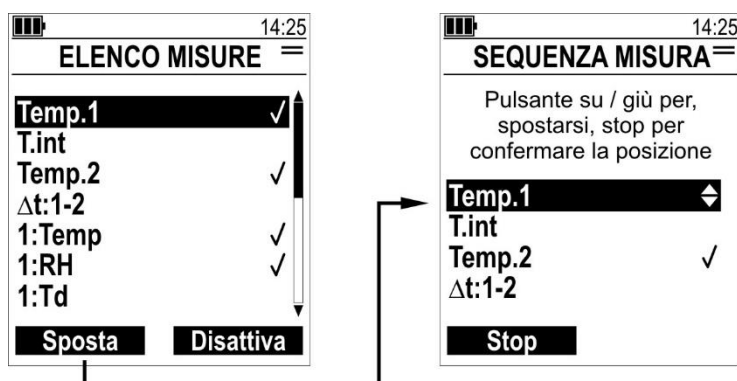 14:25
ELENCO MISURE
Temp.1 √
T.int
Temp.2 √
Δt:1-2
1:Temp √
1:RH √
1:Td
Sposta Disattiva
14:25
SEQUENZA MISURA
Pulsante su / giù per,
spostarsi, stop per
confermare la posizione
Temp.1
T.int
Temp.2 √
Δt:1-2
Stop